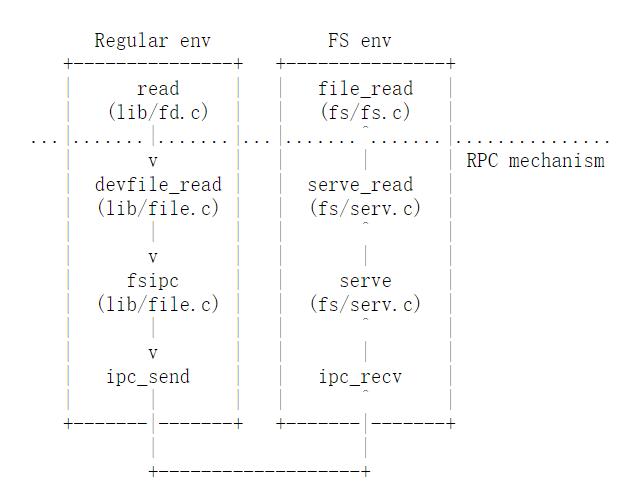 Regular env FS env
read file_read
(lib/fd.c) (fs/fs.c)
v RPC mechanism
devfile_read serve_read
(lib/file.c) (fs/serv.c)
v
fsipc serve
(lib/file.c) (fs/serv.c)
v
ipc_send ipc_recv